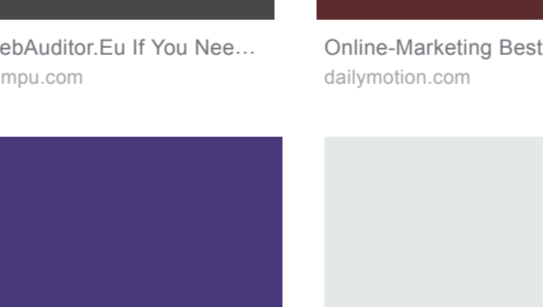 ebAuditor.Eu If You Nee...
mpu.com
Online-Marketing Best
dailymotion.com